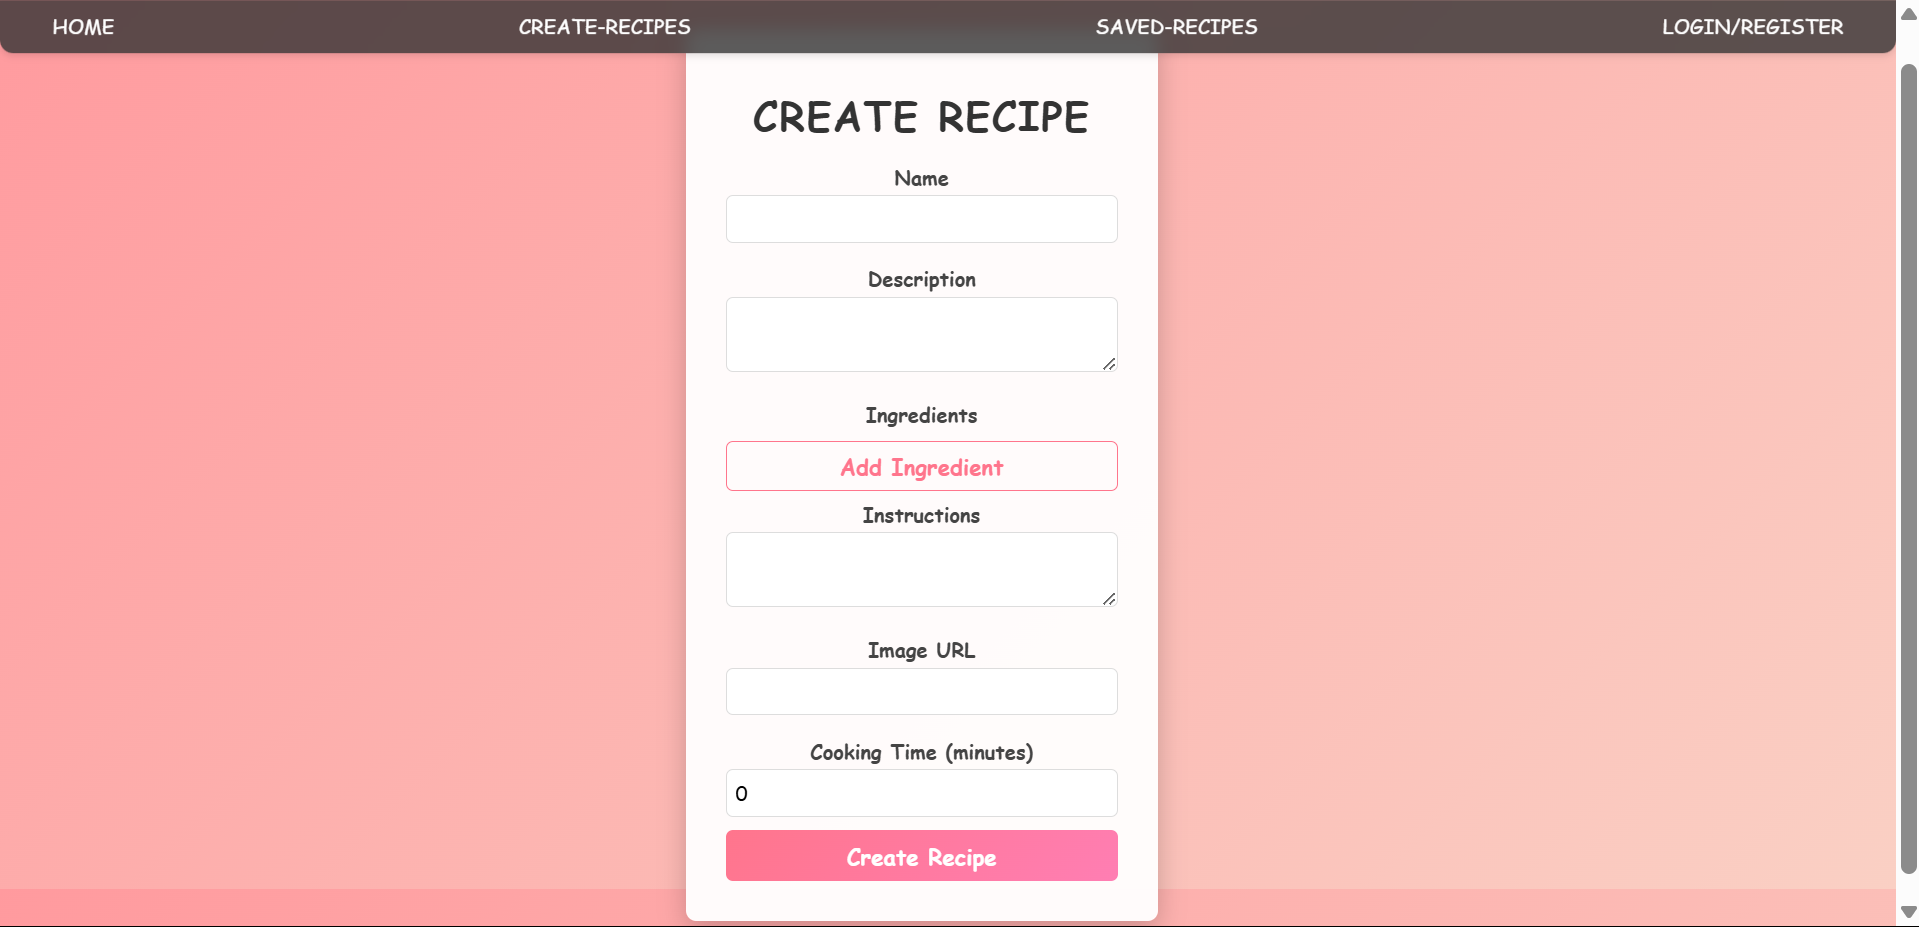 HOME CREATE-RECIPES SAVED-RECIPES LOGIN/REGISTER
CREATE RECIPE
Name
Description
Ingredients
Add Ingredient
Instructions
Image URL
Cooking Time (minutes)
0
Create Recipe